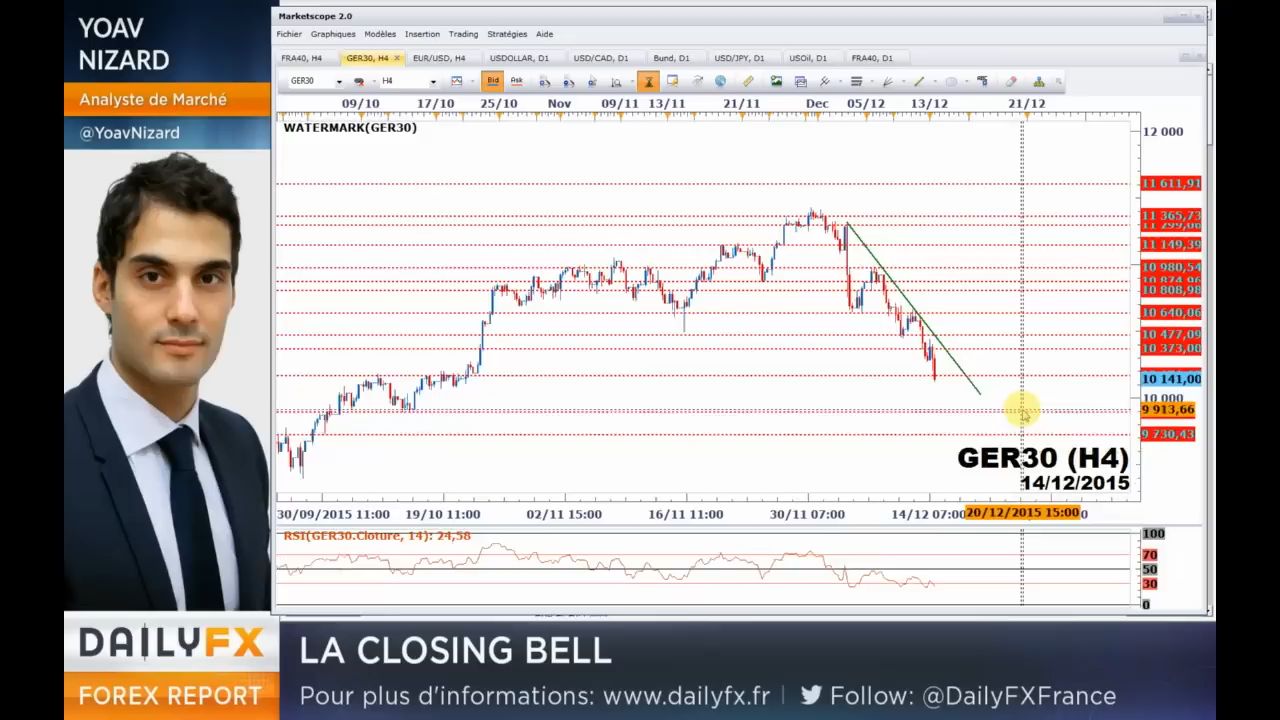 YOAV
NIZARD
Analyste de Marché
@YoavNizard
Marketscope 2.0
Fichier Graphiques Modèles Insertion Trading Stratégies Aide
FRA40, H4 GER30, H4 EUR/USD, H4 USDOLLAR, D1 USD/CAD, D1 Bund, D1 USD/JPY, D1 USOil, D1 FRA40, D1
GER30 H4 Bid Ask
09/10 17/10 25/10 Nov 09/11 13/11 21/11 Dec 05/12 13/12 21/12
WATERMARK(GER30)
12 000
11 611,91
11 365,73
11 299,06
11 149,39
10 980,54
10 808,98
10 640,06
10 477,09
10 373,00
10 141,00
10 000
9 913,66
9 730,43
GER30 (H4)
14/12/2015
30/09/2015 11:00 19/10 11:00 02/11 15:00 16/11 11:00 30/11 07:00 14/12 07:00 20/12/2015 15:00
RSI(GER30.Cloture, 14): 24,58
100
70
50
30
0
DAILYFX
FOREX REPORT
LA CLOSING BELL
Pour plus d'informations: www.dailyfx.fr | Follow: @DailyFXFrance